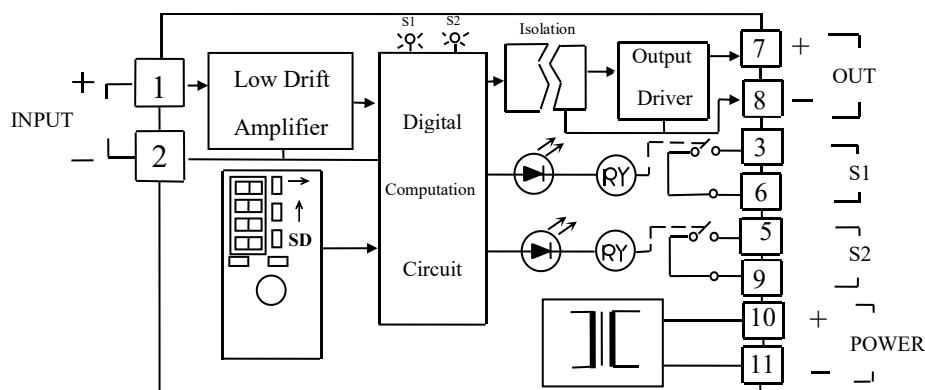 S1 S2
Isolation
INPUT
+
1
Low Drift
Amplifier
−
2
SD
Digital
Computation
Circuit
Output
Driver
RY
RY
7
+
8
−
OUT
3
6
S1
5
9
S2
10
+
11
−
POWER